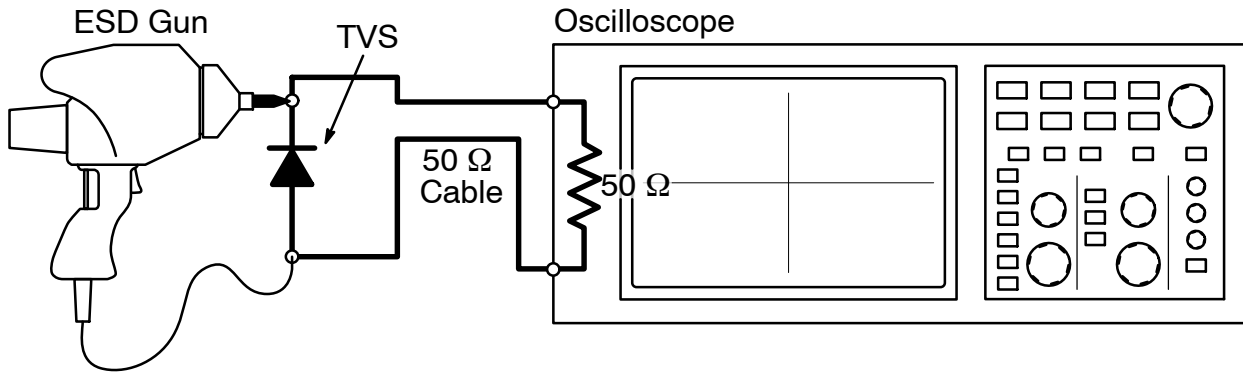 ESD Gun
TVS
Oscilloscope
50 Ω
Cable
50 Ω